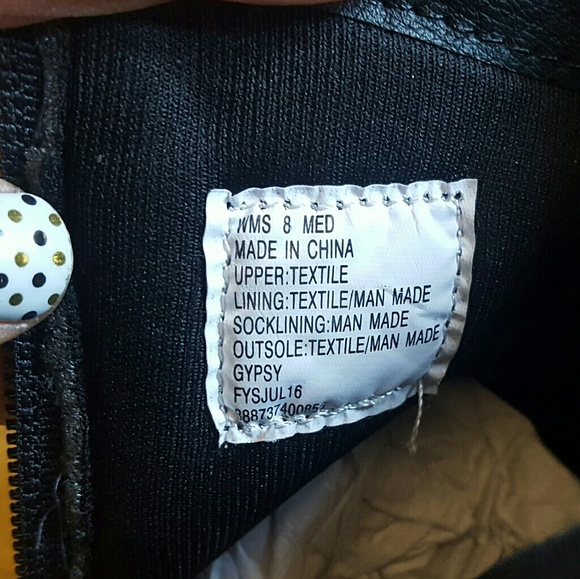 WMS 8 MED
MADE IN CHINA
UPPER:TEXTILE
LINING:TEXTILE/MAN MADE
SOCKLINING:MAN MADE
OUTSOLE:TEXTILE/MAN MADE
GYPSY
FYSJUL16